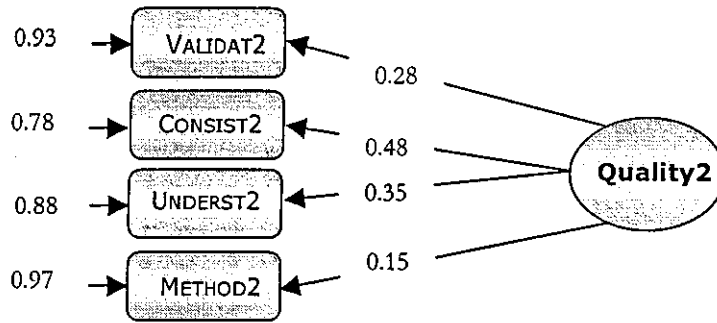 0.93 VALIDAT2
0.28
0.78 CONSIST2
0.48
Quality2
0.35
0.88 UNDERST2
0.15
0.97 METHOD2